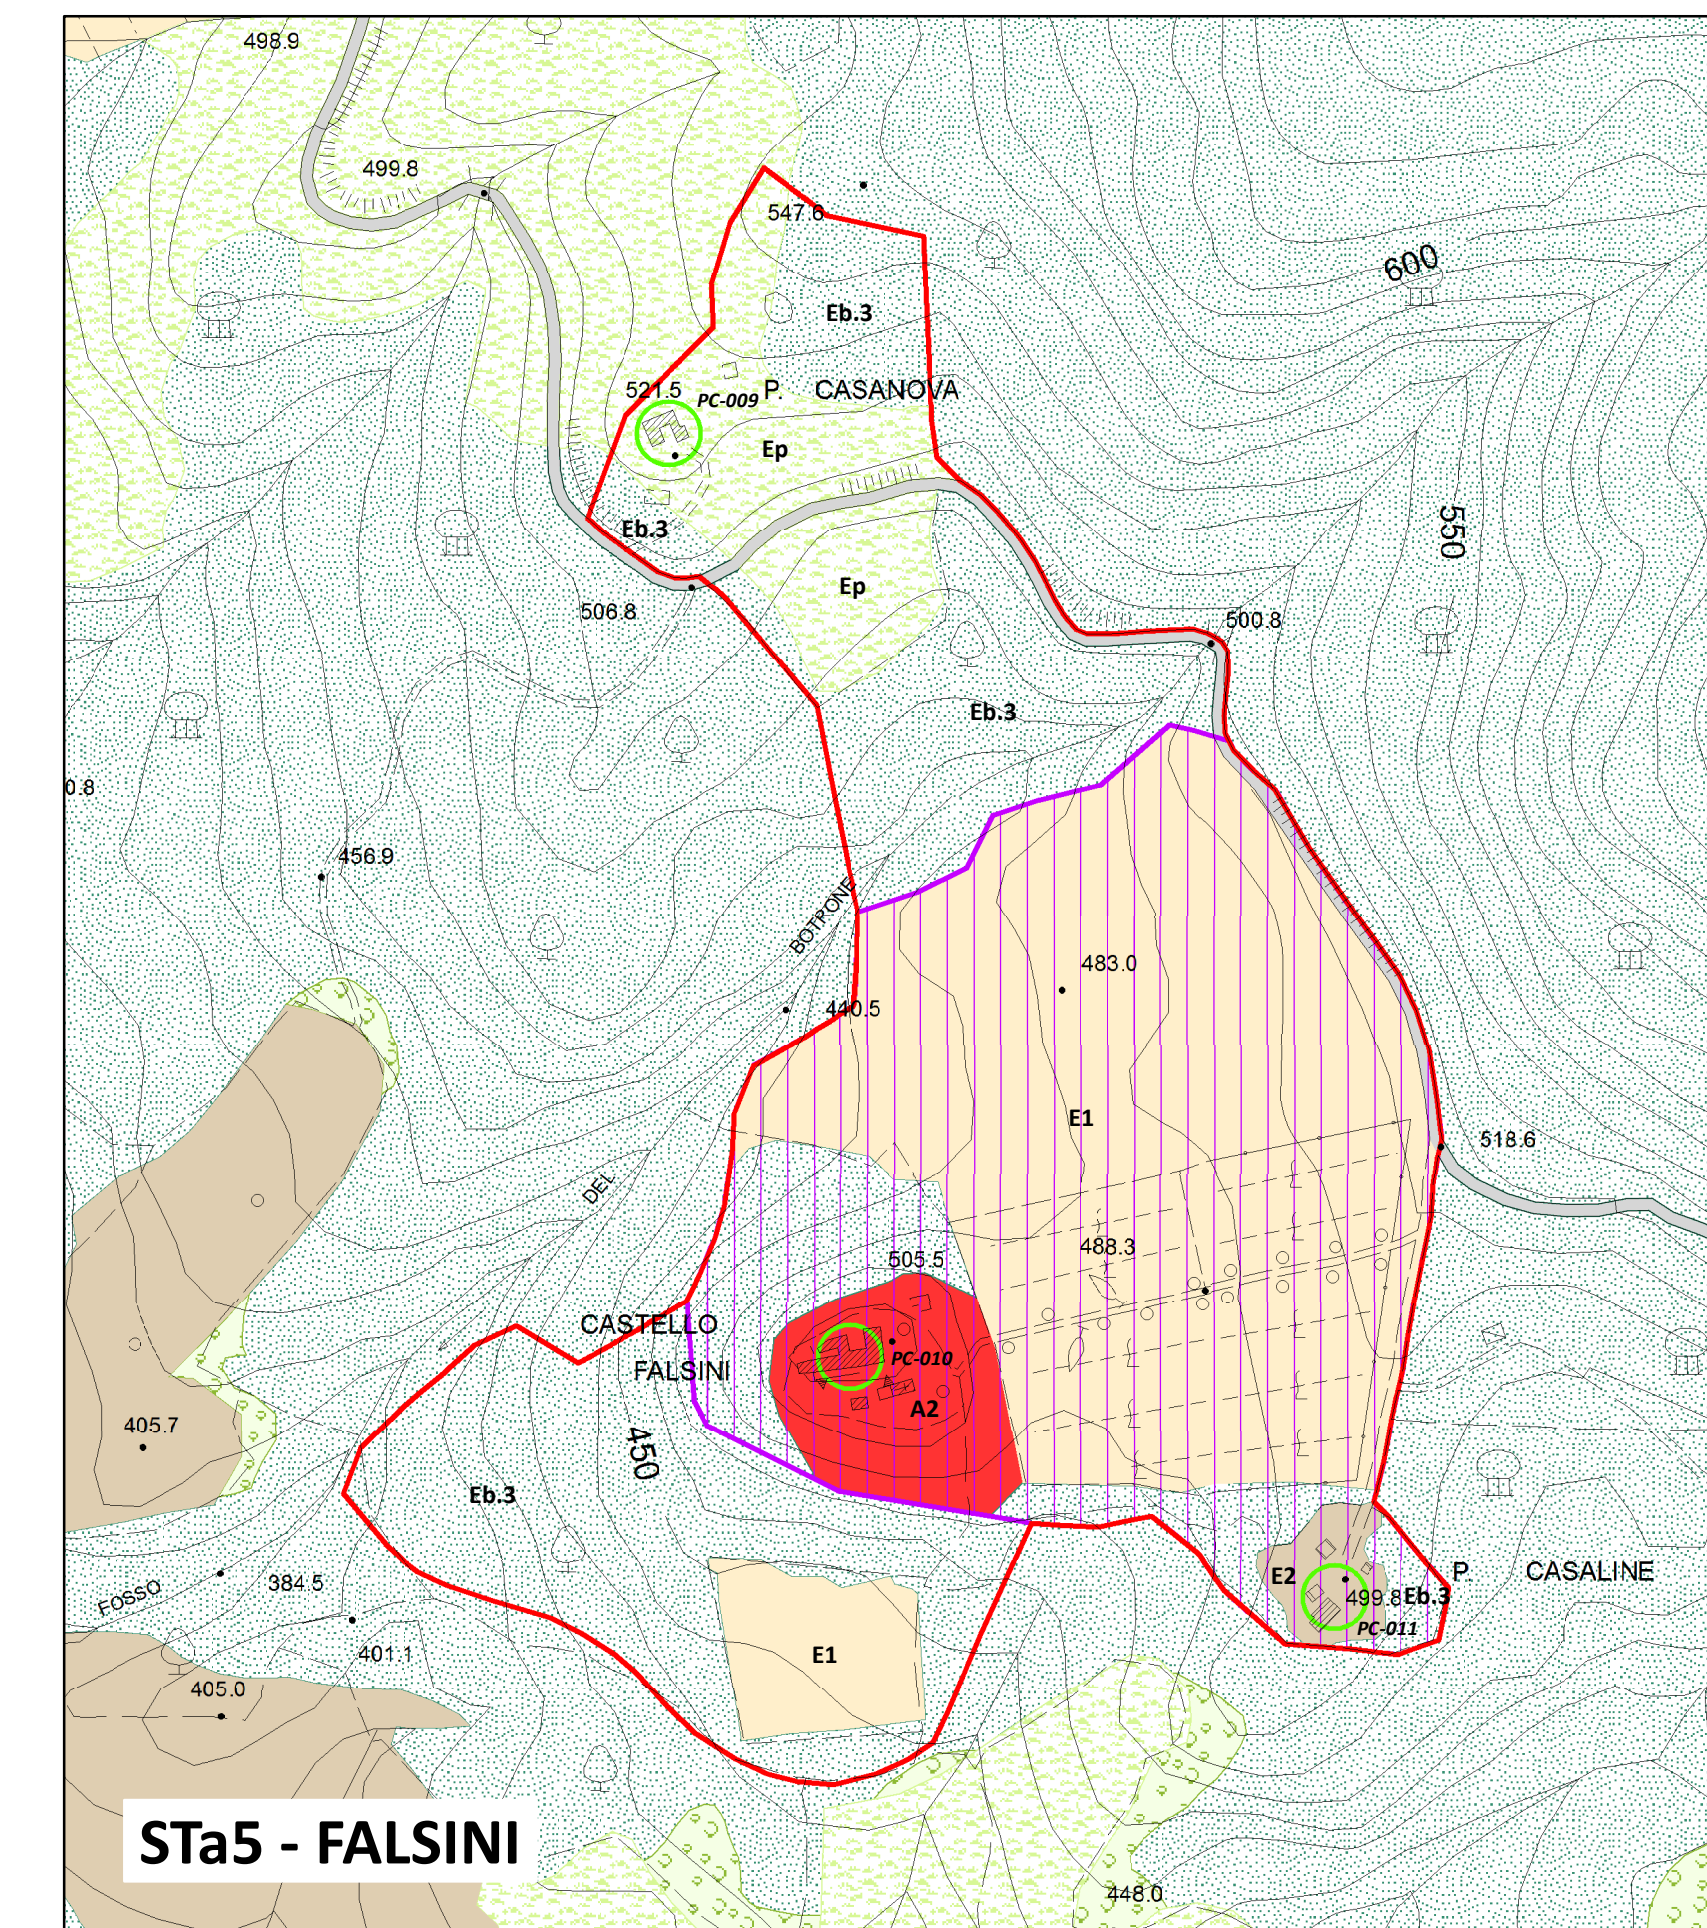 498.9
499.8
547.6
600
Eb.3
521.5
PC-009
P. CASANOVA
Ep
550
Eb.3
Ep
506.8
500.8
Eb.3
0.8
456.9
BOTRONE
483.0
440.5
E1
518.6
DEL
488.3
505.5
CASTELLO
FALSINI
PC-010
A2
405.7
450
Eb.3
FOSSO
384.5
E2
499.8
Eb.3
P. CASALINE
PC-011
401.1
E1
405.0
STa5 - FALSINI
448.0